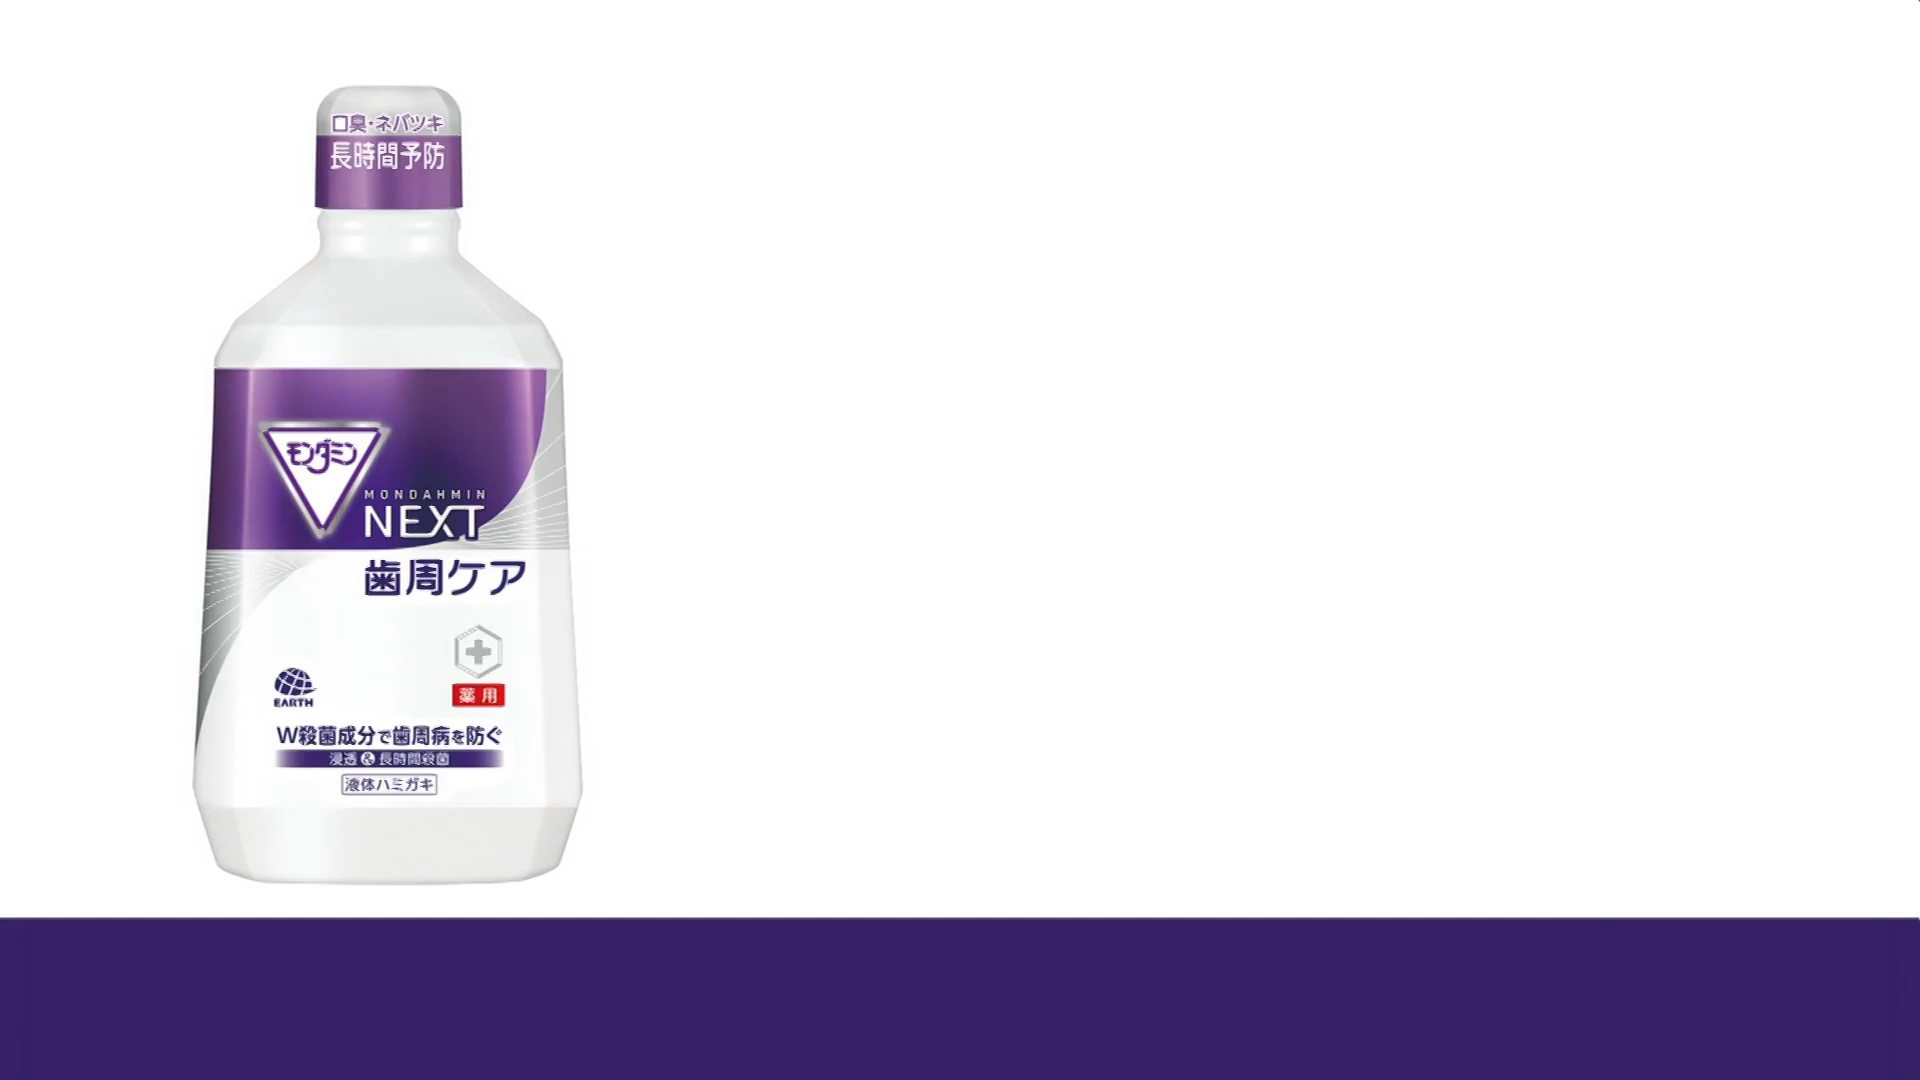 口臭・ネバツキ
長時間予防
モンダミン
MONDAHMIN
NEXT
歯周ケア
EARTH
薬用
W殺菌成分で歯周病を防ぐ
浸透&長時間殺菌
液体ハミガキ